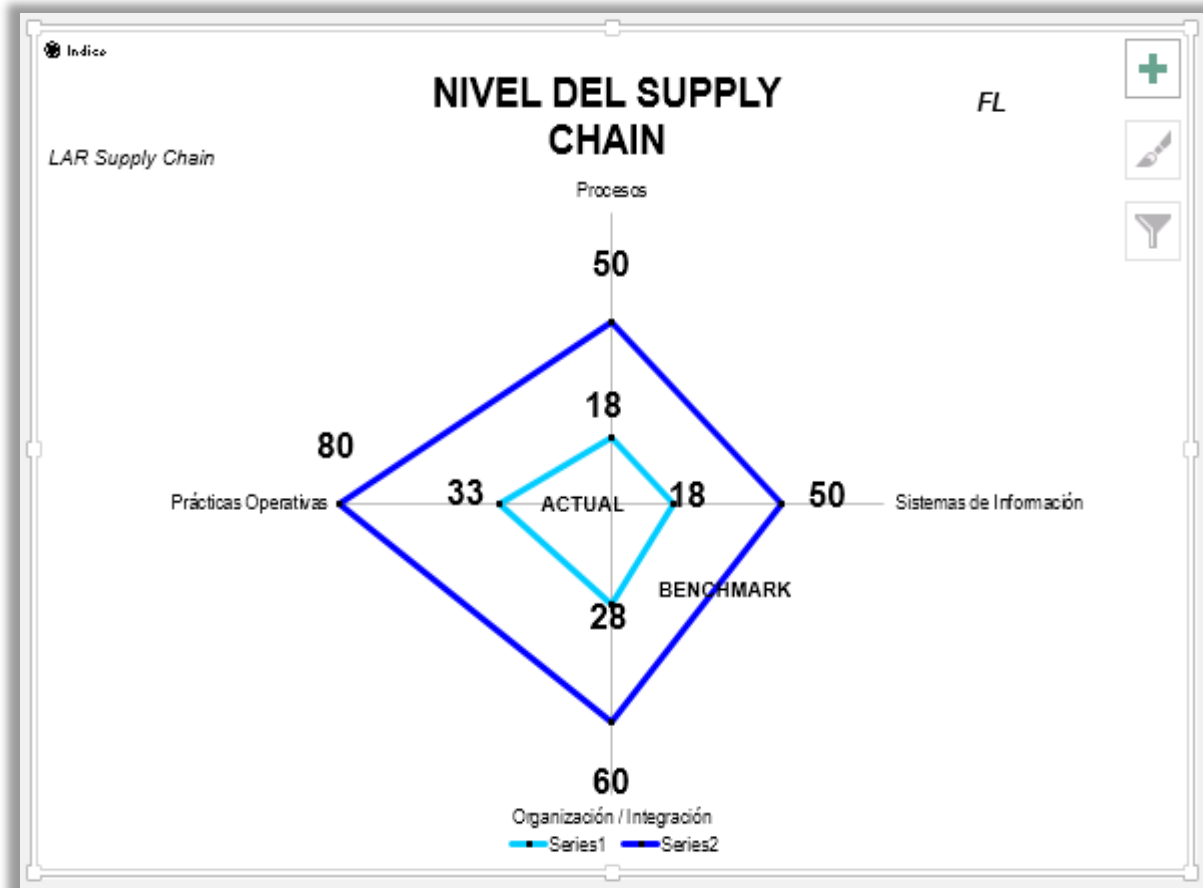 Indice
NIVEL DEL SUPPLY
CHAIN
FL
LAR Supply Chain
Procesos
50
18
80
Prácticas Operativas
33
ACTUAL
18
50
Sistemas de Información
BENCHMARK
28
60
Organización / Integración
Series1
Series2